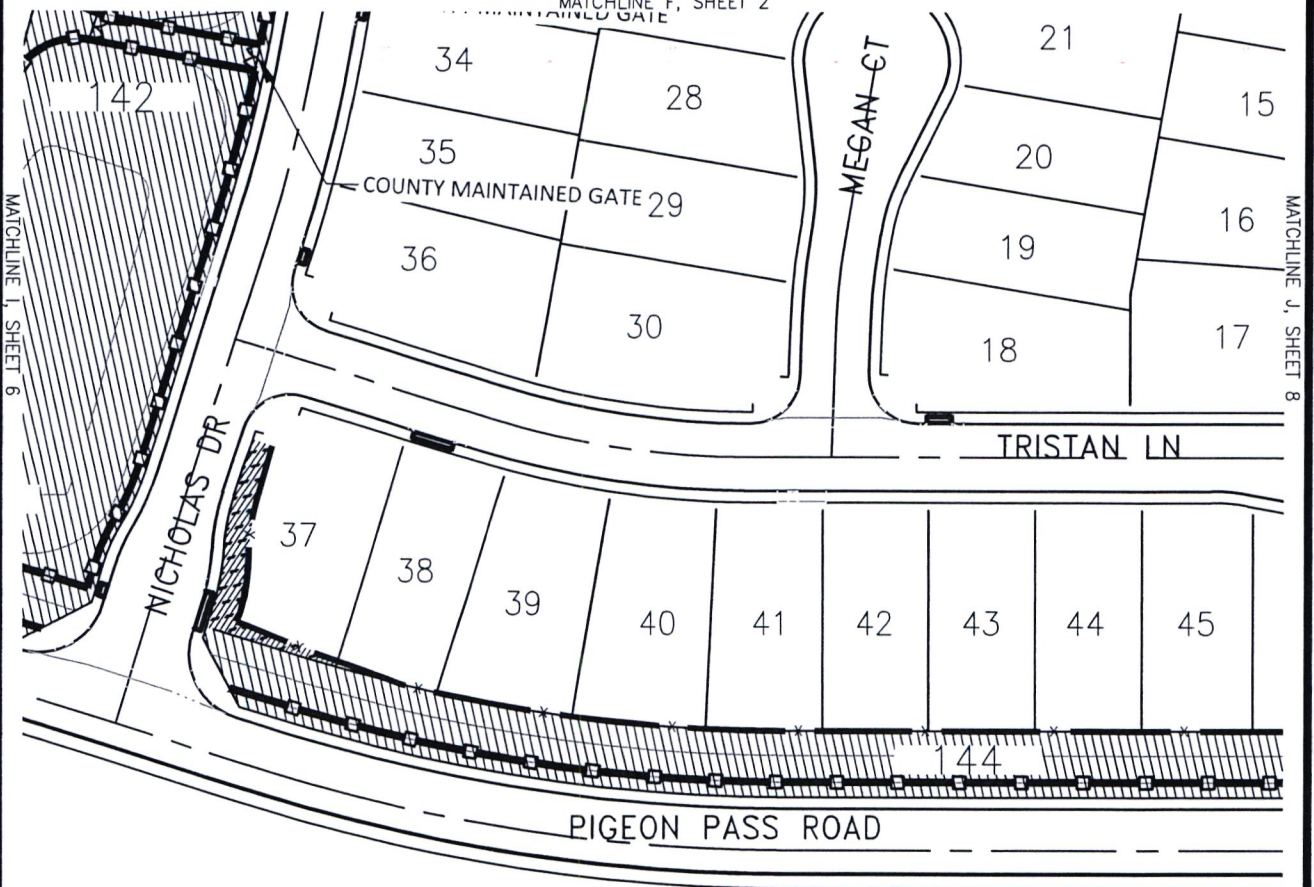 MATCHLINE F, SHEET 2
MAINTAINED GATE
34
28
21
15
142
MEGAN CT
35
20
COUNTY MAINTAINED GATE
29
16
36
19
30
18
17
MATCHLINE I, SHEET 6
MATCHLINE J, SHEET 8
TRISTAN LN
NICHOLAS DR
37
38
39
40
41
42
43
44
45
144
PIGEON PASS ROAD